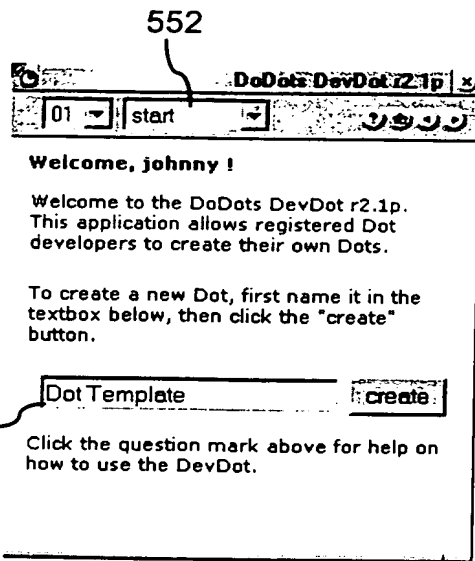 552
DoDots DevDot r2.1p
01 start
Welcome, johnny !
Welcome to the DoDots DevDot r2.1p.
This application allows registered Dot
developers to create their own Dots.
To create a new Dot, first name it in the
textbox below, then click the "create"
button.
Dot Template create
Click the question mark above for help on
how to use the DevDot.